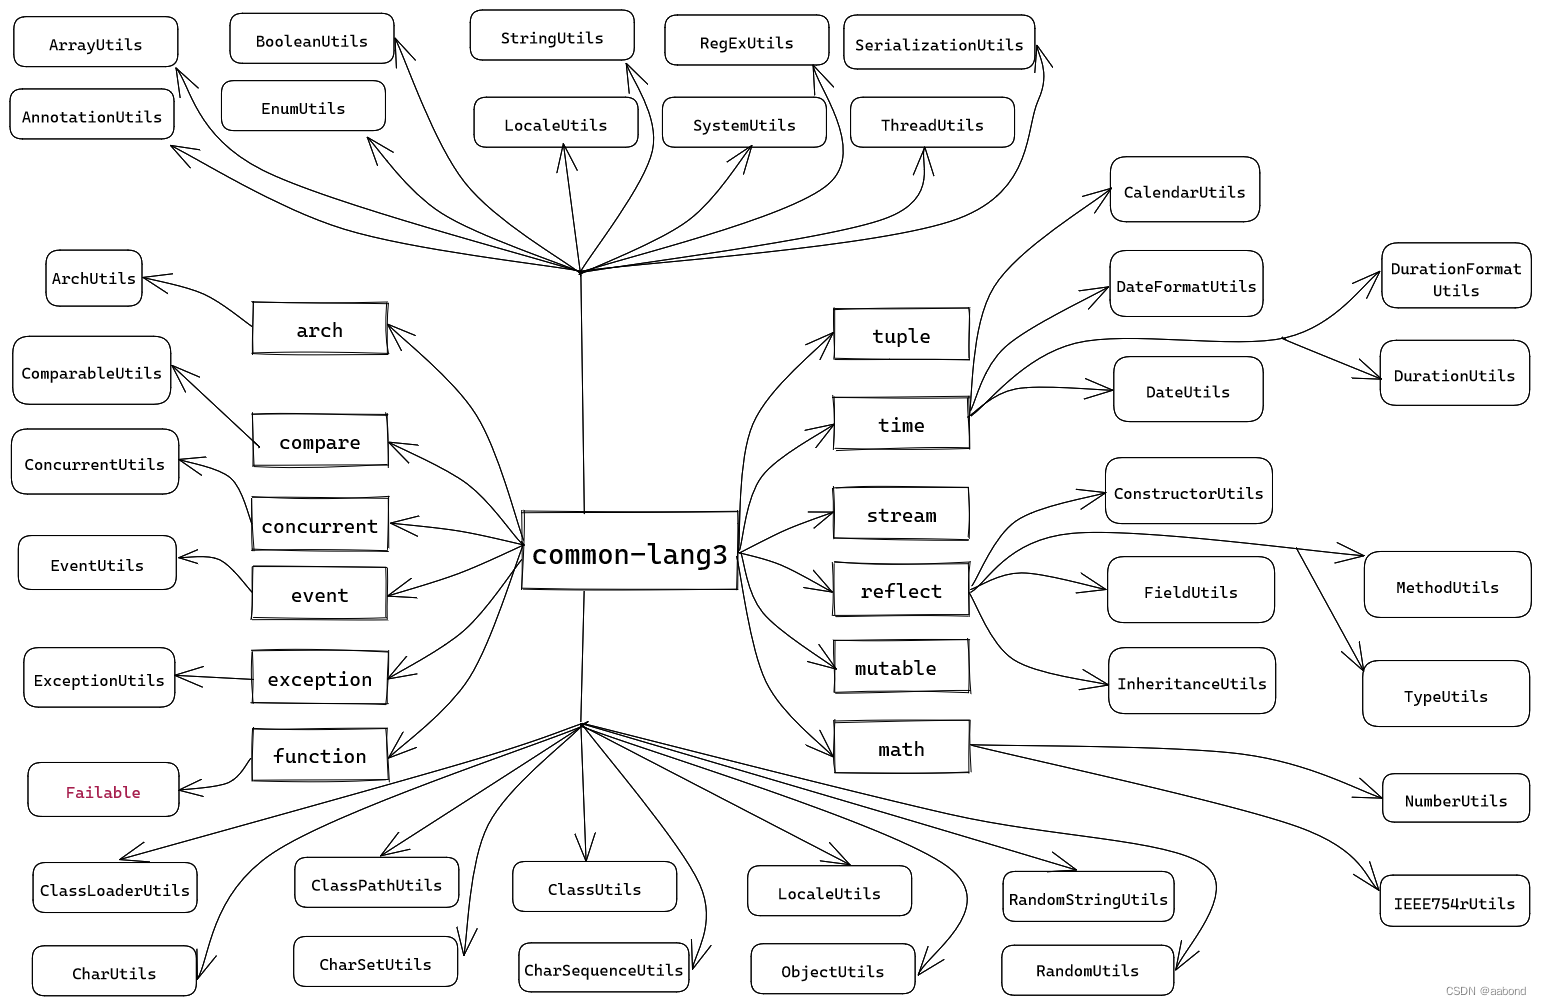 ArrayUtils
BooleanUtils
StringUtils
RegExUtils
SerializationUtils
AnnotationUtils
EnumUtils
LocaleUtils
SystemUtils
ThreadUtils
CalendarUtils
ArchUtils
DateFormatUtils
DurationFormat
Utils
arch
tuple
ComparableUtils
DateUtils
DurationUtils
compare
time
ConcurrentUtils
ConstructorUtils
concurrent
stream
common-lang3
EventUtils
event
reflect
FieldUtils
MethodUtils
ExceptionUtils
exception
mutable
InheritanceUtils
TypeUtils
function
math
Failable
NumberUtils
ClassLoaderUtils
ClassPathUtils
ClassUtils
LocaleUtils
RandomStringUtils
IEEE754rUtils
CharUtils
CharSetUtils
CharSequenceUtils
ObjectUtils
RandomUtils
CSDN @aabond